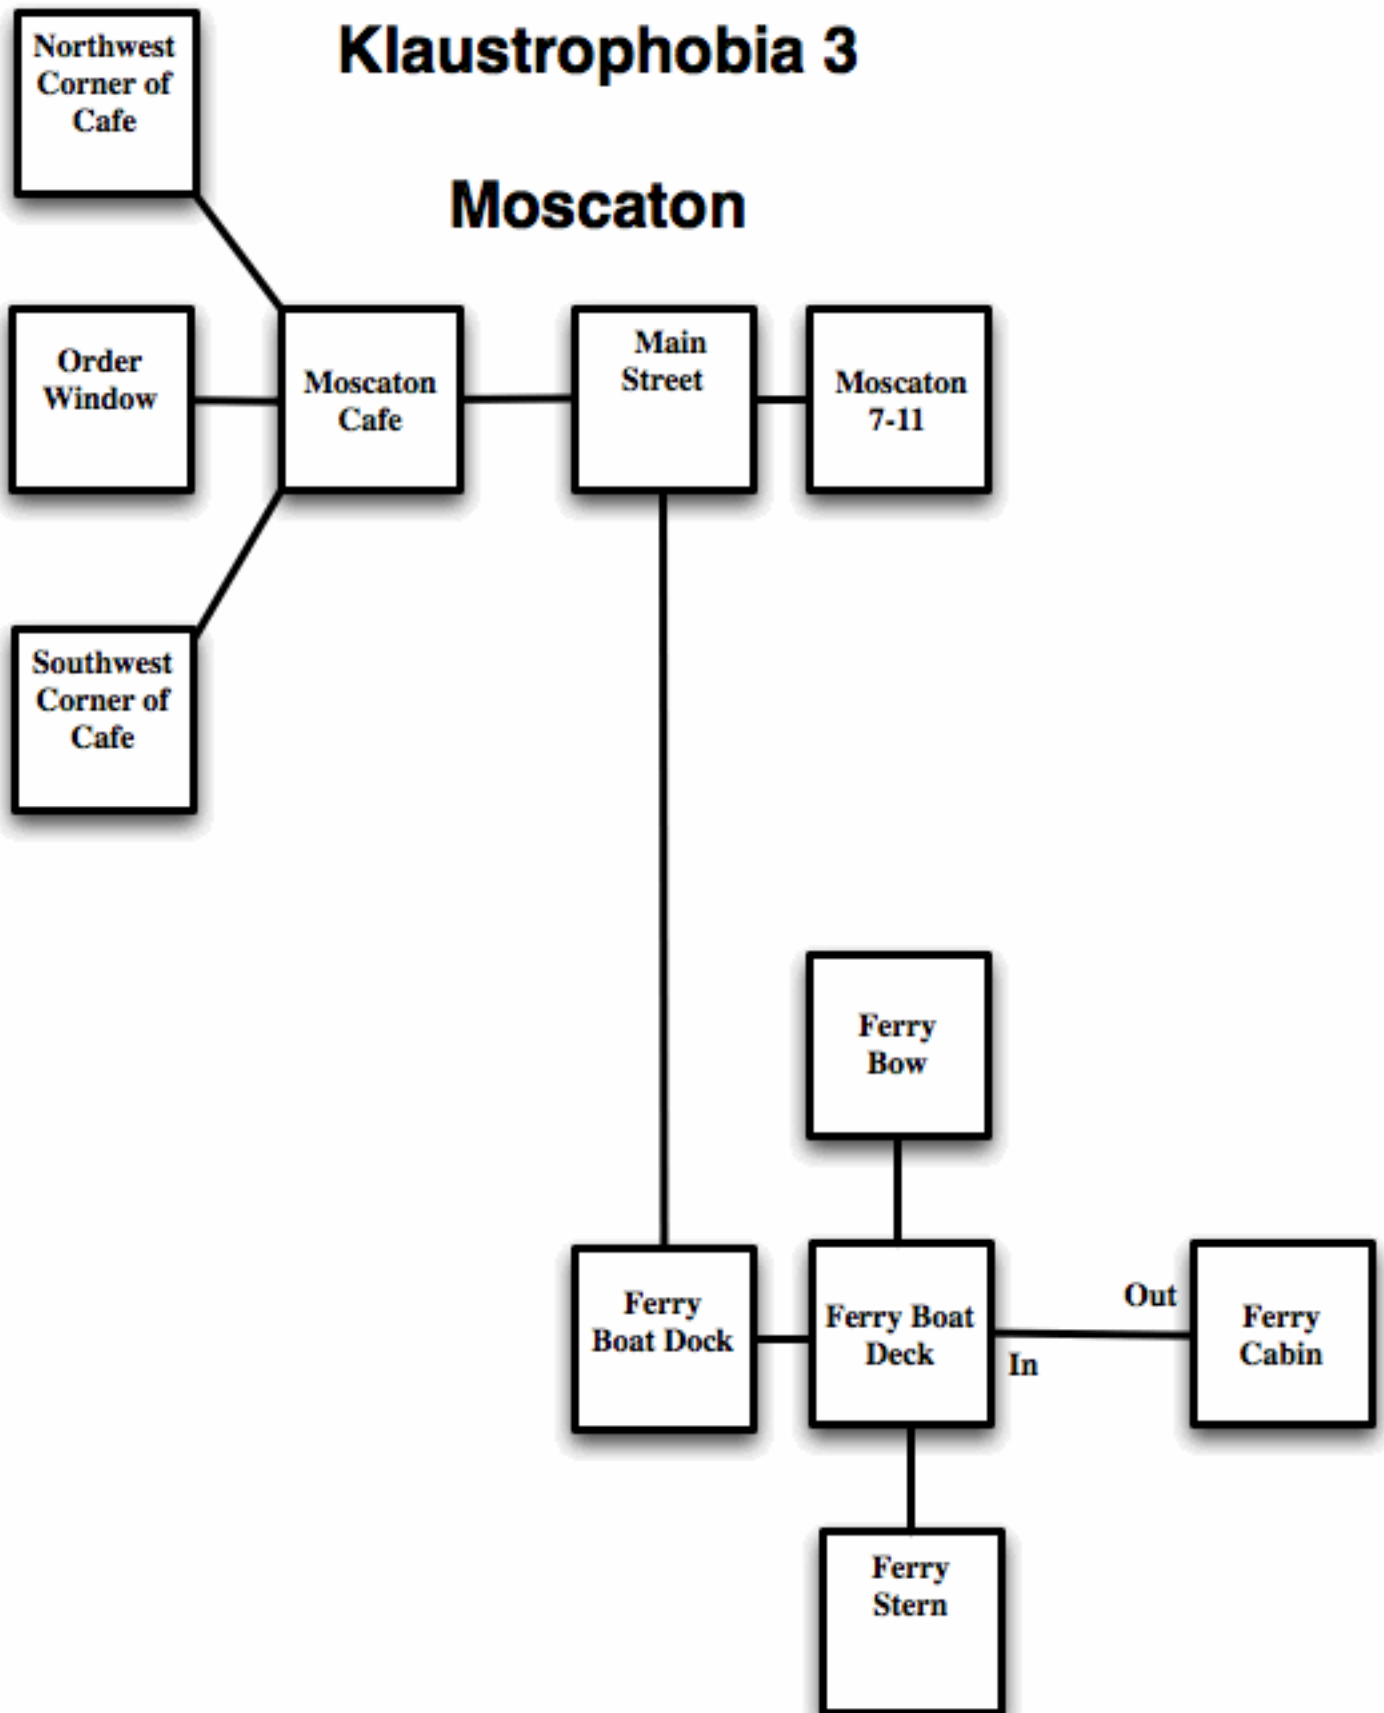 Klaustrophobia 3
Moscaton
Northwest
Corner of
Cafe
Order
Window
Moscaton
Cafe
Main
Street
Moscaton
7-11
Southwest
Corner of
Cafe
Ferry
Bow
Ferry
Boat Dock
Ferry Boat
Deck
In
Out
Ferry
Cabin
Ferry
Stern